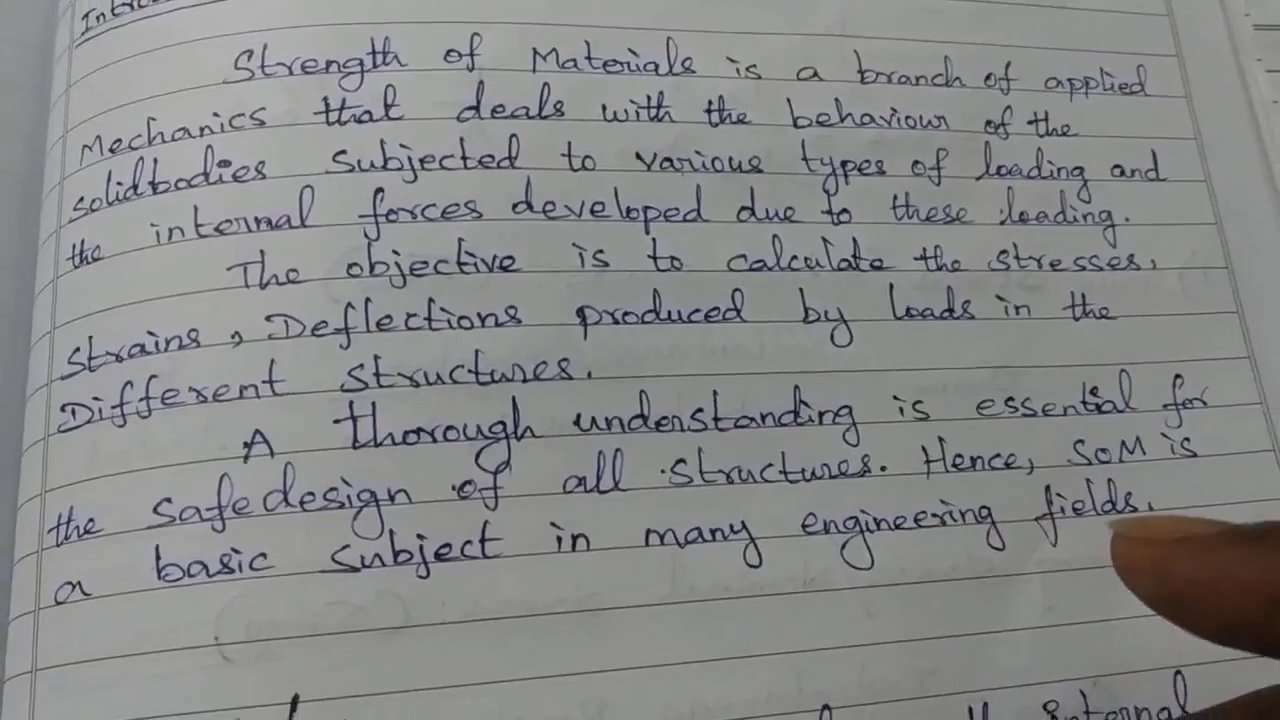 Strength of Materials is a branch of applied
Mechanics that deals with the behaviour of the
solidbodies subjected to various types of loading and
the internal forces developed due to these loading.
The objective is to calculate the stresses,
Strains, Deflections produced by loads in the
Different structures.
A thorough understanding is essential for
the safe design of all structures. Hence, SOM is
a basic subject in many engineering fields.